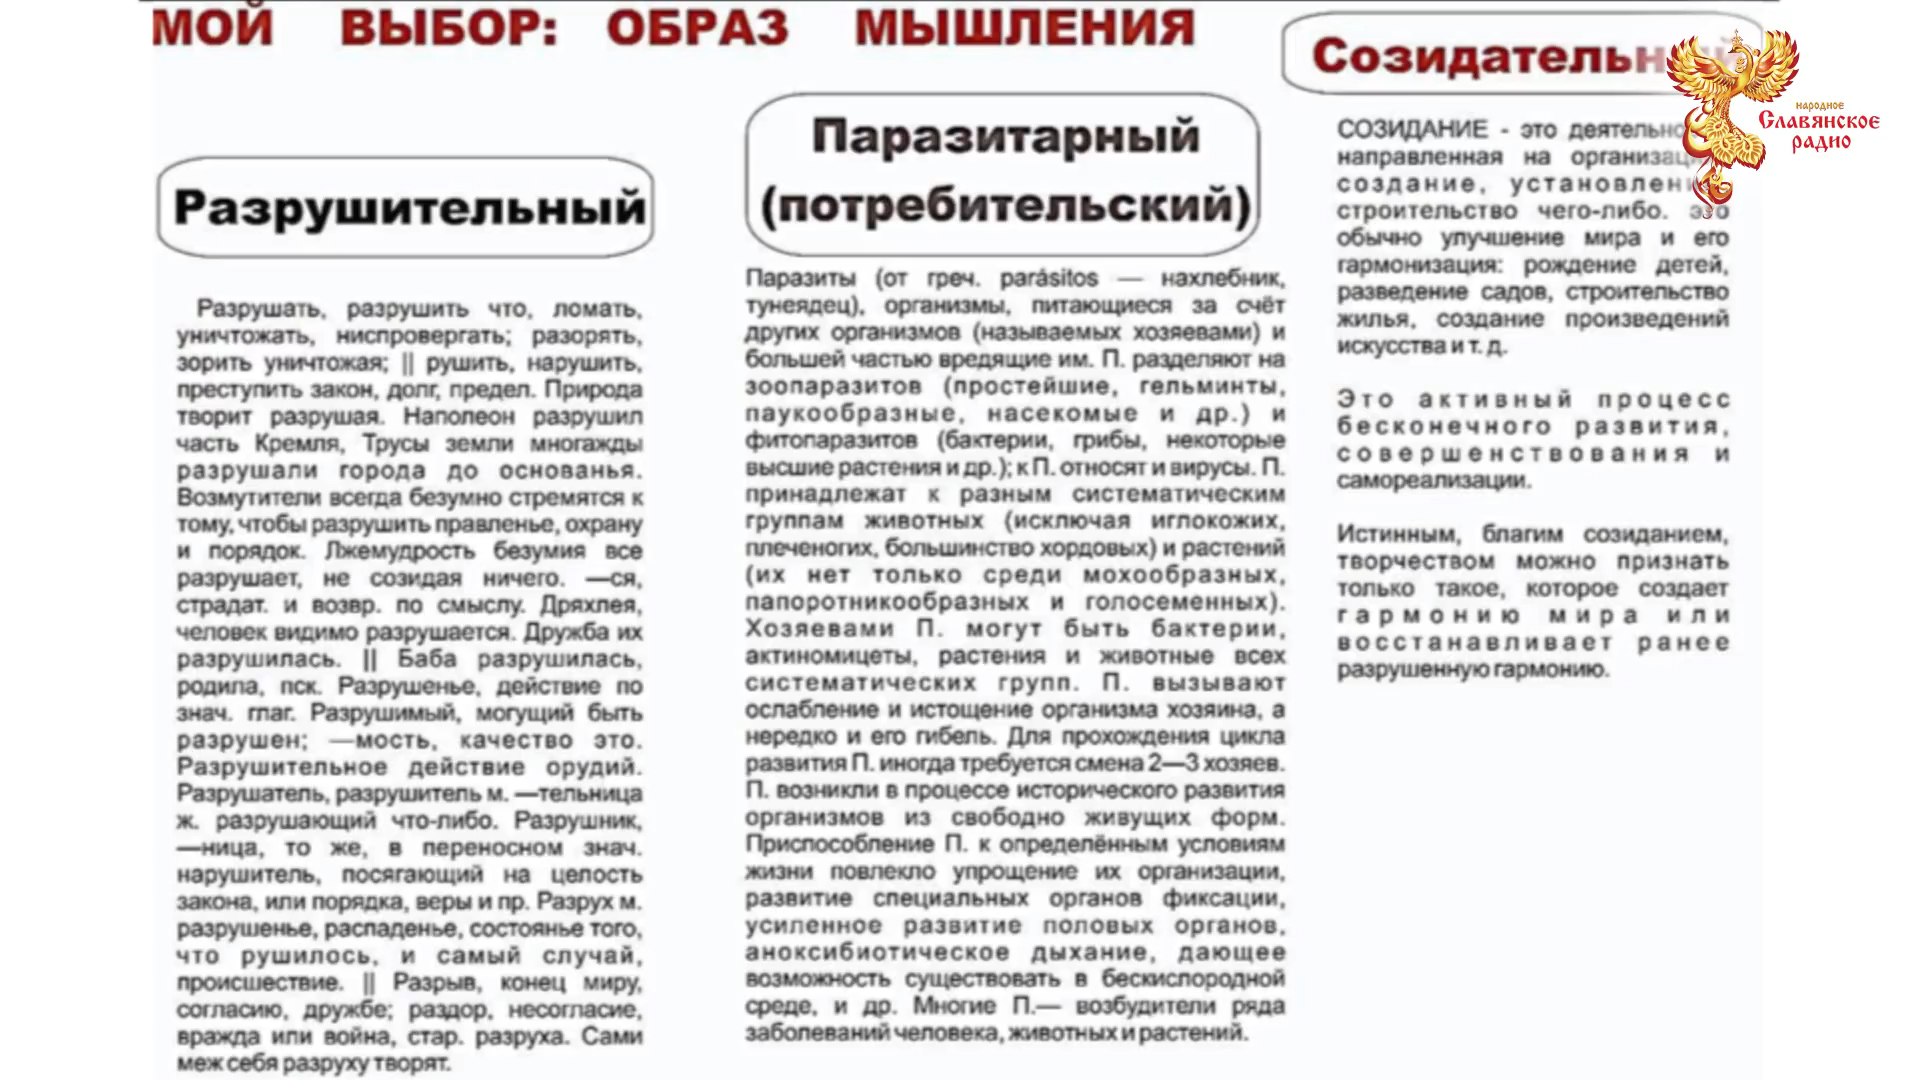 МОЙ ВЫБОР: ОБРАЗ МЫШЛЕНИЯ
Разрушительный
Разрушать, разрушить что, ломать,
уничтожать, ниспровергать; разорять,
зорить уничтожая; || рушить, нарушить,
преступить закон, долг, предел. Природа
творит разрушая. Наполеон разрушил
часть Кремля, Трусы земли многажды
разрушали города до основанья.
Возмутители всегда безумно стремятся к
тому, чтобы разрушить правленье, охрану
и порядок. Лжемудрость безумия все
разрушает, не созидая ничего. —ся,
страдат. и возвр. по смыслу. Дряхлея,
человек видимо разрушается. Дружба их
разрушилась. || Баба разрушилась,
родила, пск. Разрушенье, действие по
знач. глаг. Разрушимый, могущий быть
разрушен; —мость, качество это.
Разрушительное действие орудий.
Разрушатель, разрушитель м. —тельница
ж. разрушающий что-либо. Разрушник,
—ница, то же, в переносном знач.
нарушитель, посягающий на целость
закона, или порядка, веры и пр. Разрух м.
разрушенье, распаденье, состоянье того,
что рушилось, и самый случай,
происшествие. || Разрыв, конец миру,
согласию, дружбе; раздор, несогласие,
вражда или война, стар. разруха. Сами
меж себя разруху творят.
Паразитарный
(потребительский)
Паразиты (от греч. parásitos — нахлебник,
тунеядец), организмы, питающиеся за счёт
других организмов (называемых хозяевами) и
большей частью вредящие им. П. разделяют на
зоопаразитов (простейшие, гельминты,
паукообразные, насекомые и др.) и
фитопаразитов (бактерии, грибы, некоторые
высшие растения и др.); к П. относят и вирусы. П.
принадлежат к разным систематическим
группам животных (исключая иглокожих,
плеченогих, большинство хордовых) и растений
(их нет только среди мохообразных,
папоротникообразных и голосеменных).
Хозяевами П. могут быть бактерии,
актиномицеты, растения и животные всех
систематических групп. П. вызывают
ослабление и истощение организма хозяина, а
нередко и его гибель. Для прохождения цикла
развития П. иногда требуется смена 2—3 хозяев.
П. возникли в процессе исторического развития
организмов из свободно живущих форм.
Приспособление П. к определённым условиям
жизни повлекло упрощение их организации,
развитие специальных органов фиксации,
усиленное развитие половых органов,
аноксибиотическое дыхание, дающее
возможность существовать в бескислородной
среде, и др. Многие П.— возбудители ряда
заболеваний человека, животных и растений.
СОЗИДАНИЕ - это
направленная на
создание,
строительство чего-либо. это
обычно улучшение мира и его
гармонизация: рождение детей,
разведение садов, строительство
жилья, создание произведений
искусства и т. д.
Это активный процесс
бесконечного развития,
совершенствования и
самореализации.
Истинным, благим созиданием,
творчеством можно признать
только такое, которое создает
гармонию мира или
восстанавливает ранее
разрушенную гармонию.
народное
Славянское
радио